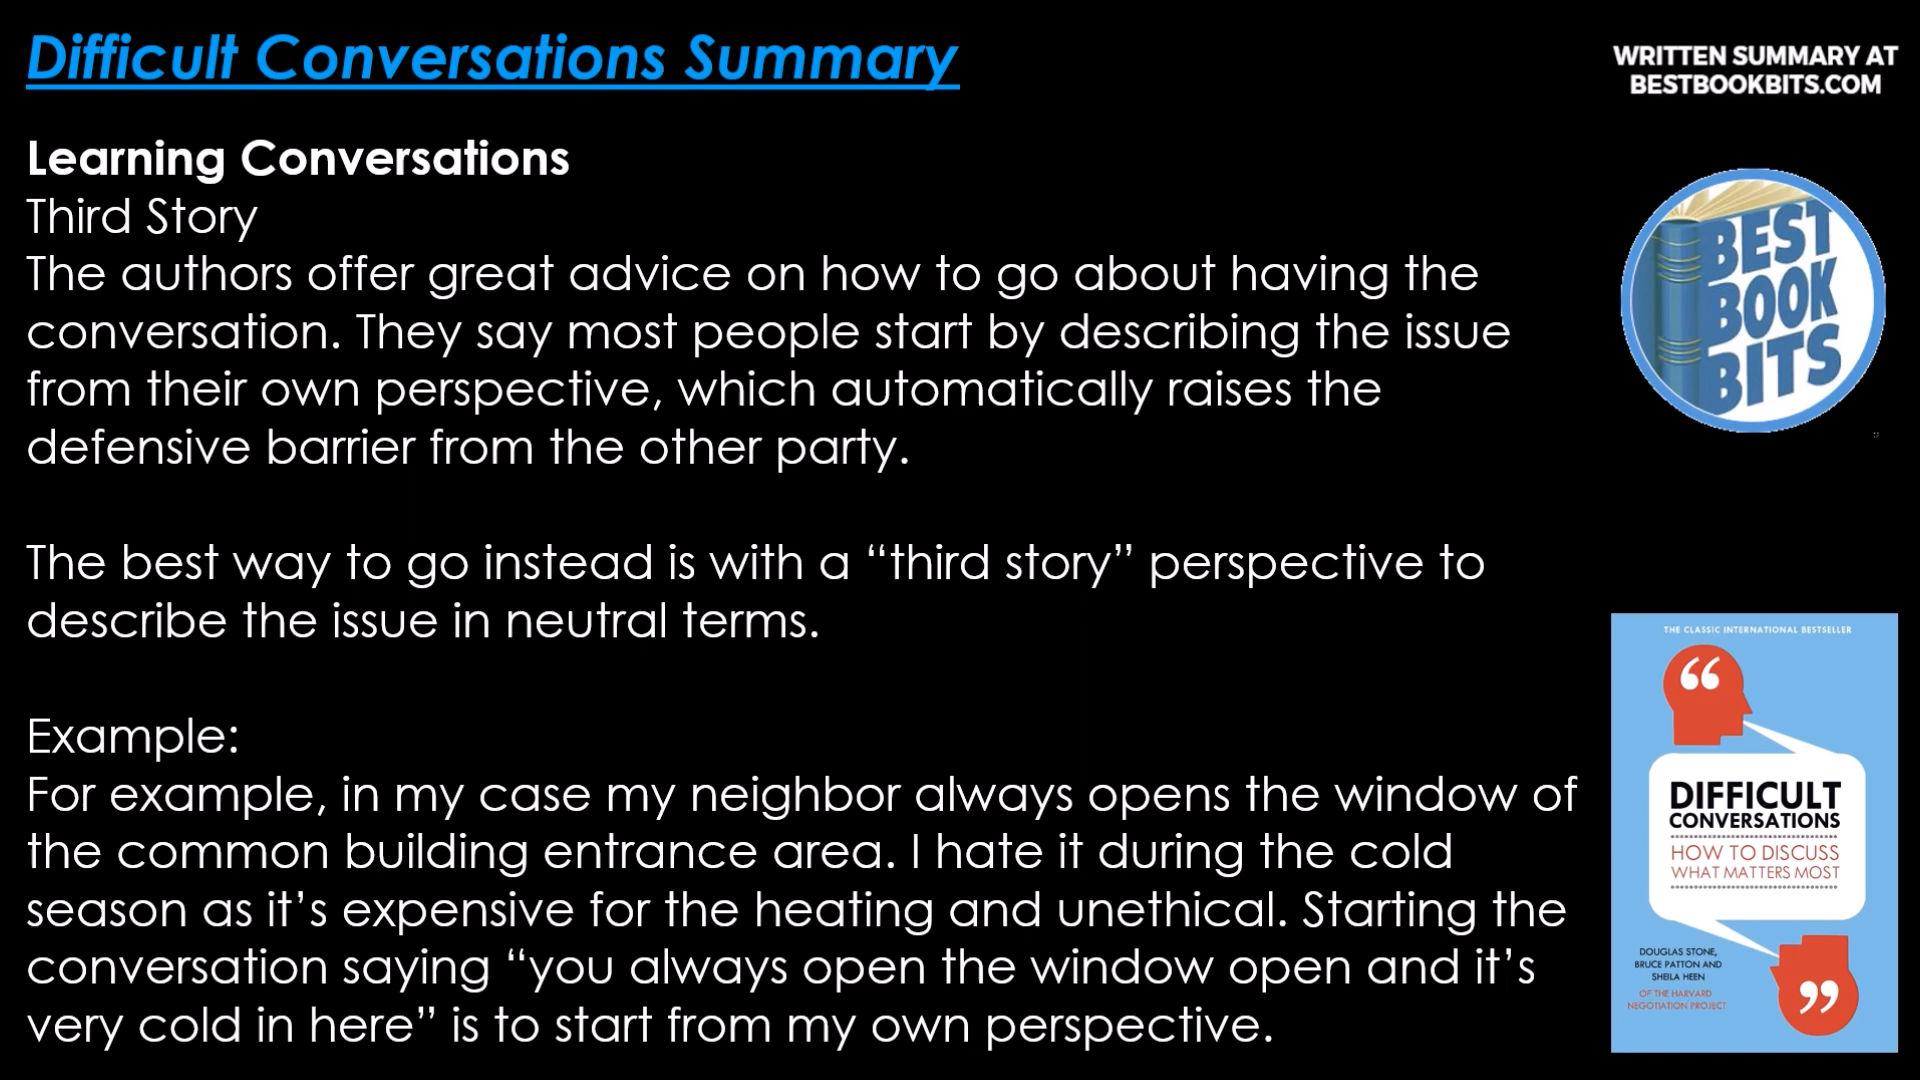 Difficult Conversations Summary
WRITTEN SUMMARY AT
BESTBOOKBITS.COM
Learning Conversations
Third Story
The authors offer great advice on how to go about having the
conversation. They say most people start by describing the issue
from their own perspective, which automatically raises the
defensive barrier from the other party.
The best way to go instead is with a “third story” perspective to
describe the issue in neutral terms.
Example:
For example, in my case my neighbor always opens the window of
the common building entrance area. I hate it during the cold
season as it’s expensive for the heating and unethical. Starting the
conversation saying “you always open the window open and it’s
very cold in here” is to start from my own perspective.
BEST
BOOK
BITS
THE CLASSIC INTERNATIONAL BESTSELLER
“
DIFFICULT
CONVERSATIONS
HOW TO DISCUSS
WHAT MATTERS MOST
DOUGLAS STONE,
BRUCE PATTON AND
SHEILA HEEN
OF THE HARVARD
NEGOTIATION PROJECT
”